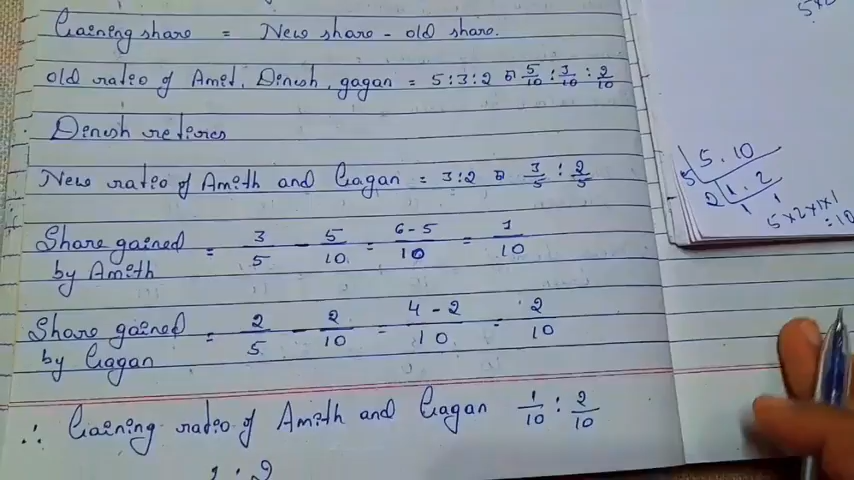 Gaining share = New share - old share.
old ratio of Amit, Dinesh, gagan = 5:3:2 or 5/10 : 3/10 : 2/10
Dinesh retires
New ratio of Amith and Gagan = 3:2 or 3/5 : 2/5
Share gained by Amith = 3/5 - 5/10 = 6-5/10 = 1/10
Share gained by Gagan = 2/5 - 2/10 = 4-2/10 = 2/10
∴ Gaining ratio of Amith and Gagan 1/10 : 2/10
1 : 2
5 5, 10
2 1, 2
1 1
5×2×1×1
=10